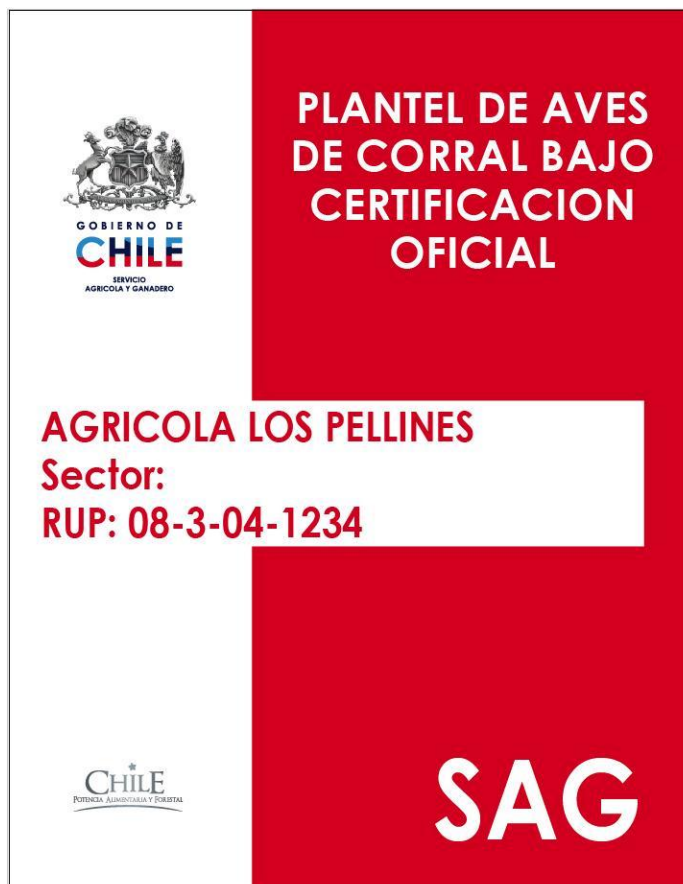 PLANTEL DE AVES
DE CORRAL BAJO
CERTIFICACION
OFICIAL
GOBIERNO DE
CHILE
SERVICIO
AGRICOLA Y GANADERO
AGRICOLA LOS PELLINES
Sector:
RUP: 08-3-04-1234
CHILE
POTENCIA ALIMENTARIA Y FORESTAL
SAG